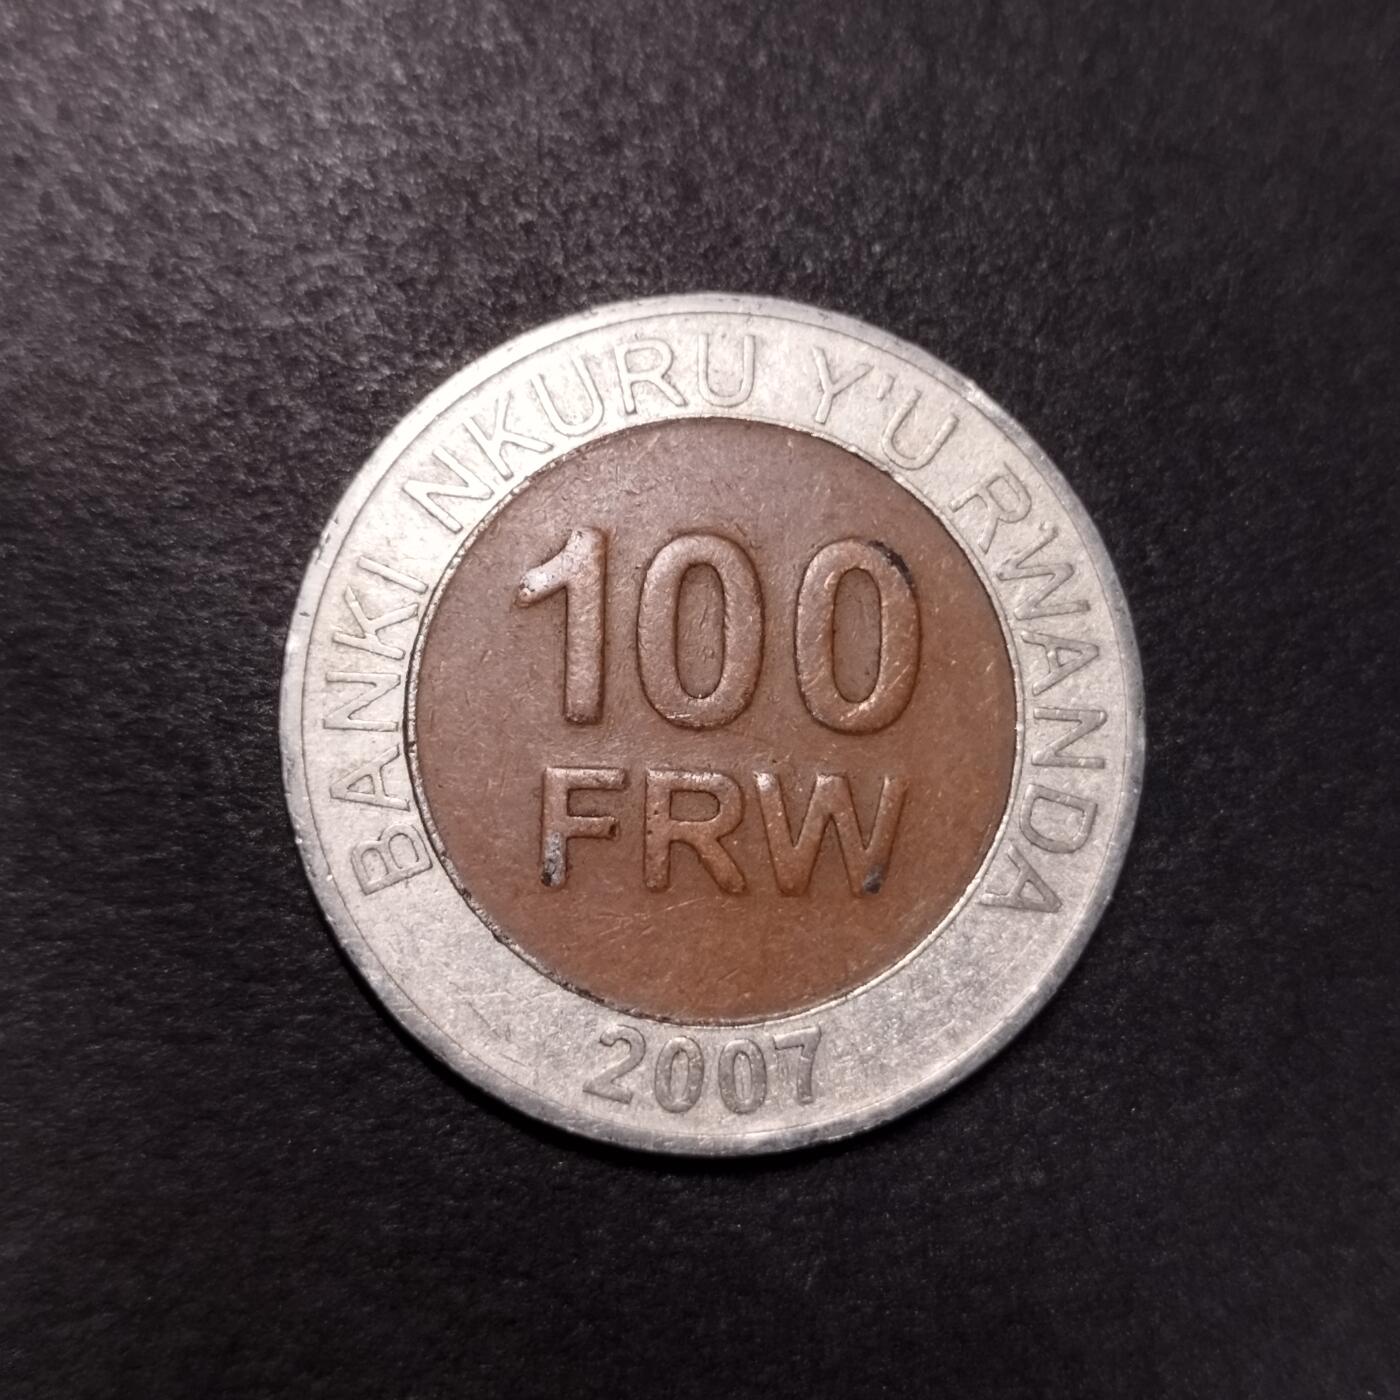 BANKI NKURU Y'U RWANDA
100
FRW
2007